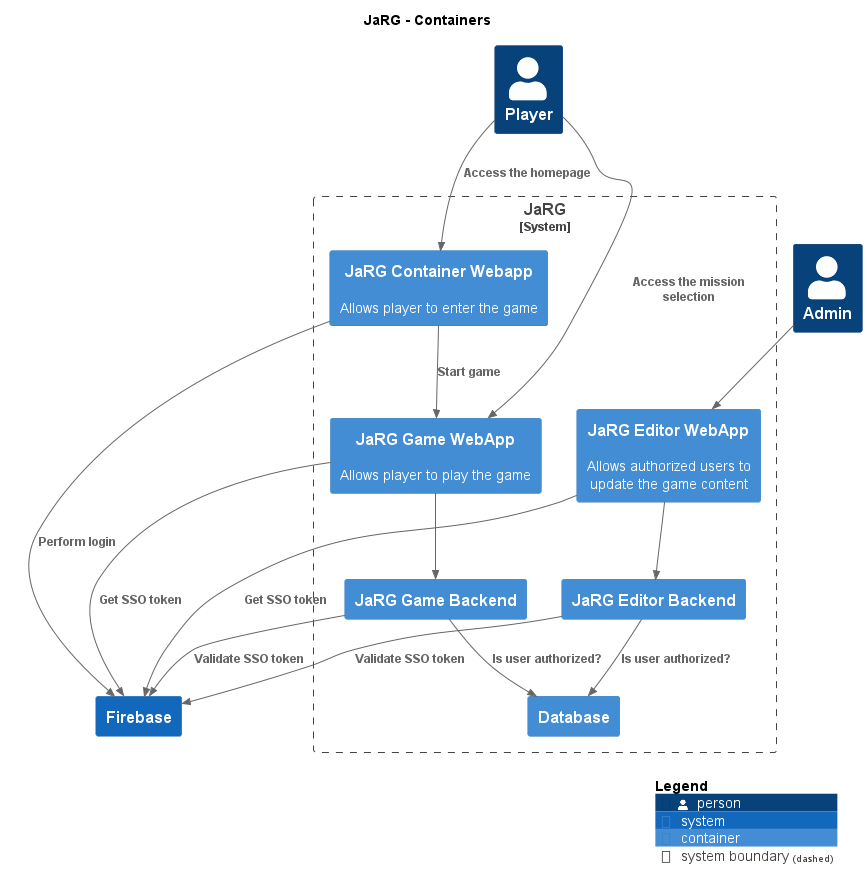 JaRG - Containers
Player
Access the homepage
JaRG
[System]
JaRG Container Webapp
Allows player to enter the game
Access the mission
selection
Admin
Start game
JaRG Game WebApp
Allows player to play the game
JaRG Editor WebApp
Allows authorized users to
update the game content
Perform login
Get SSO token
Get SSO token
JaRG Game Backend
JaRG Editor Backend
Validate SSO token
Validate SSO token
Is user authorized?
Is user authorized?
Firebase
Database
Legend
person
system
container
system boundary (dashed)